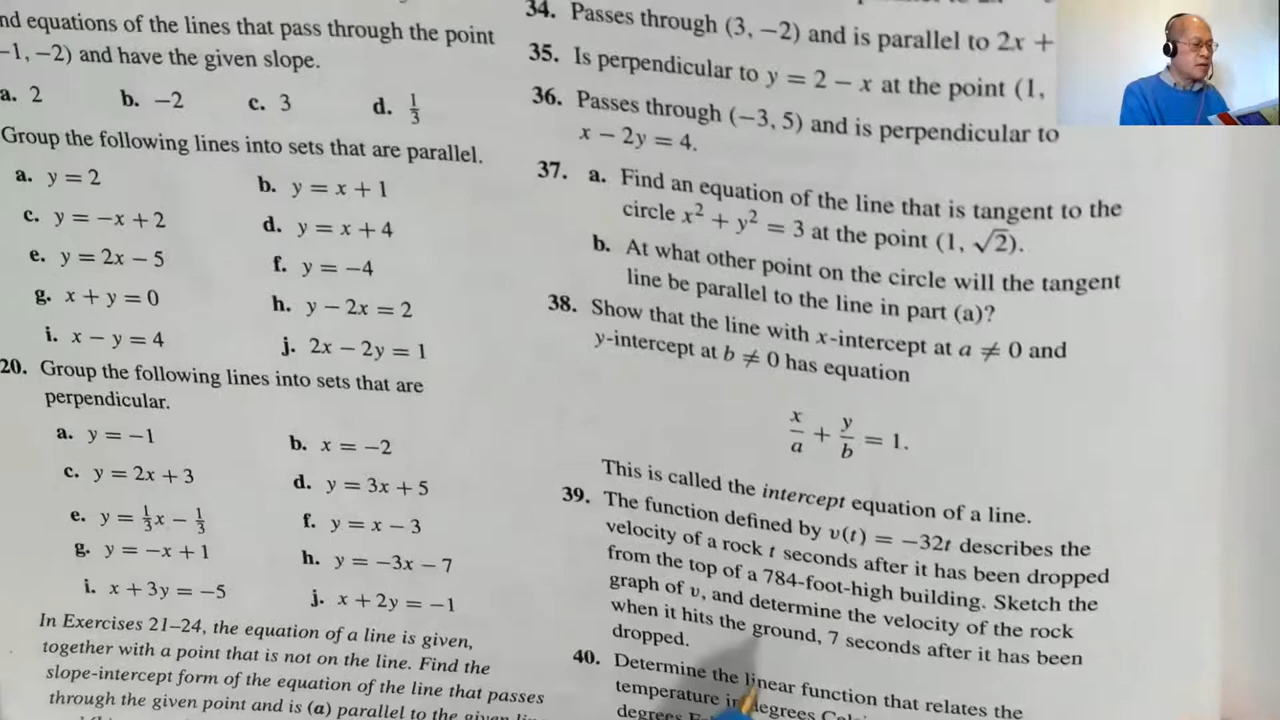 nd equations of the lines that pass through the point
−1, −2) and have the given slope.
a. 2 b. −2 c. 3 d. 1/3
Group the following lines into sets that are parallel.
a. y = 2 b. y = x + 1
c. y = −x + 2 d. y = x + 4
e. y = 2x − 5 f. y = −4
g. x + y = 0 h. y − 2x = 2
i. x − y = 4 j. 2x − 2y = 1
20. Group the following lines into sets that are
perpendicular.
a. y = −1 b. x = −2
c. y = 2x + 3 d. y = 3x + 5
e. y = 1/3x − 1/3 f. y = x − 3
g. y = −x + 1 h. y = −3x − 7
i. x + 3y = −5 j. x + 2y = −1
In Exercises 21–24, the equation of a line is given,
together with a point that is not on the line. Find the
slope-intercept form of the equation of the line that passes
through the given point and is (a) parallel to the given
34. Passes through (3, −2) and is parallel to 2x +
35. Is perpendicular to y = 2 − x at the point (1,
36. Passes through (−3, 5) and is perpendicular to
x − 2y = 4.
37. a. Find an equation of the line that is tangent to the
circle x² + y² = 3 at the point (1, √2).
b. At what other point on the circle will the tangent
line be parallel to the line in part (a)?
38. Show that the line with x-intercept at a ≠ 0 and
y-intercept at b ≠ 0 has equation
x/a + y/b = 1.
This is called the intercept equation of a line.
39. The function defined by v(t) = −32t describes the
velocity of a rock t seconds after it has been dropped
from the top of a 784-foot-high building. Sketch the
graph of v, and determine the velocity of the rock
when it hits the ground, 7 seconds after it has been
dropped.
40. Determine the linear function that relates the
temperature in degrees
degrees